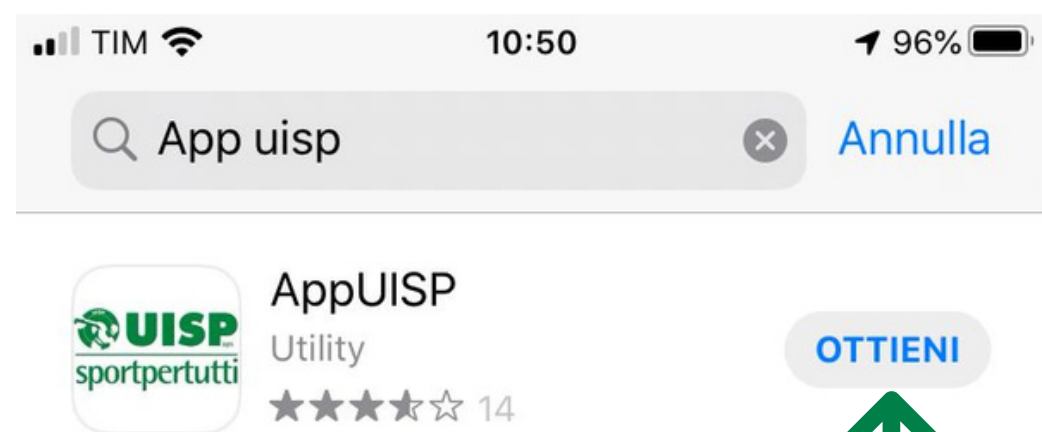 TIM 10:50 96%
App uisp Annulla
AppUISP
UISP
sportpertutti
Utility
OTTIENI
14